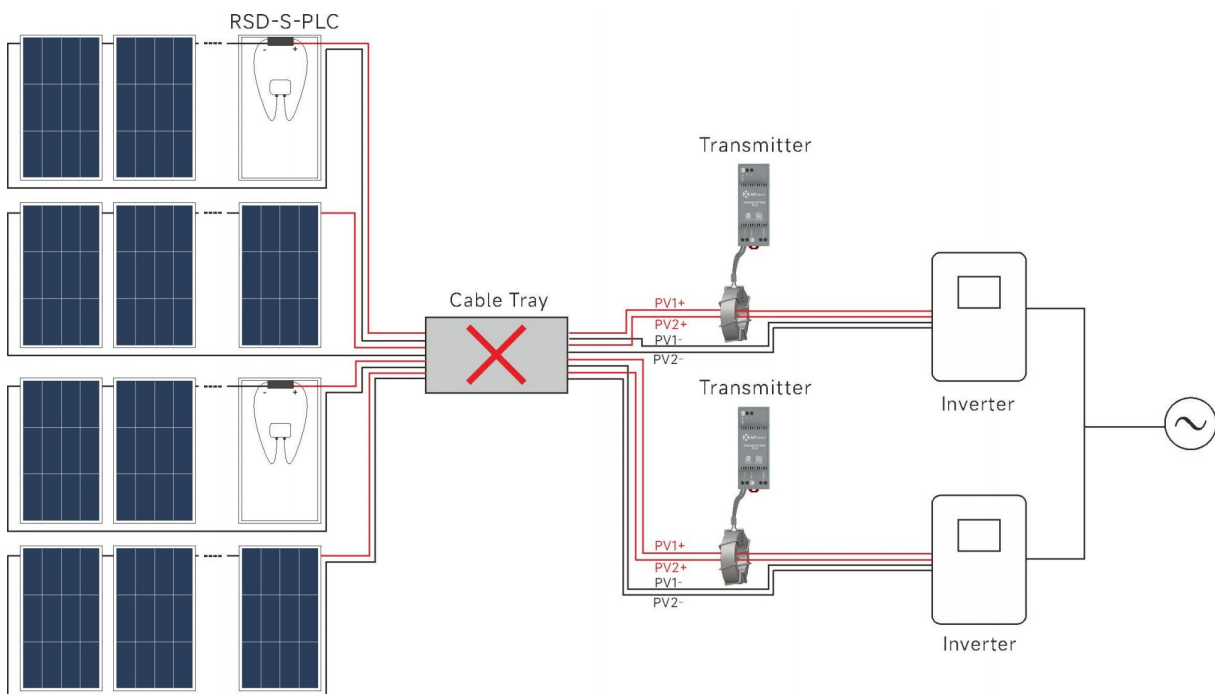 RSD-S-PLC
- +
Transmitter
Cable Tray
PV1+
PV2+
PV1-
PV2-
Inverter
- +
Transmitter
PV1+
PV2+
PV1-
PV2-
Inverter